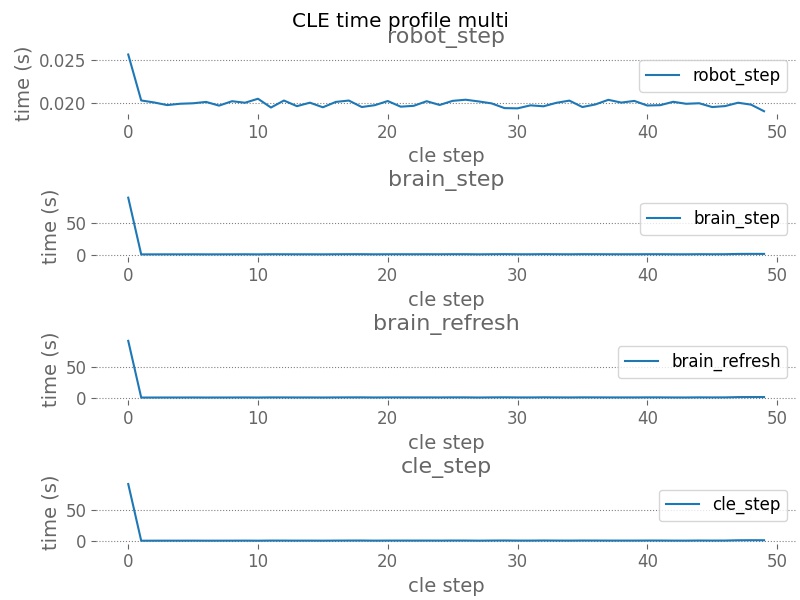 CLE time profile multi
robot_step
time (s)
0.025
0.020
robot_step
0 10 20 30 40 50
cle step
brain_step
time (s)
50
0
brain_step
0 10 20 30 40 50
cle step
brain_refresh
time (s)
50
0
brain_refresh
0 10 20 30 40 50
cle step
cle_step
time (s)
50
0
cle_step
0 10 20 30 40 50
cle step